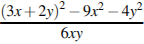 (3x+2y)² − 9x² − 4y²
6xy